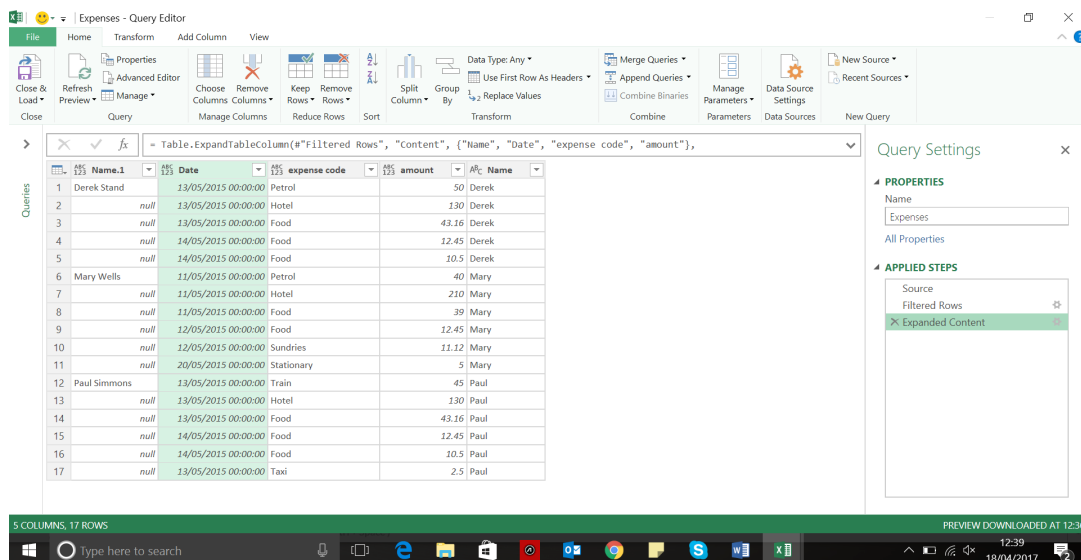 Expenses - Query Editor
File Home Transform Add Column View
Close & Load
Refresh Preview
Properties
Advanced Editor
Manage
Choose Columns
Remove Columns
Keep Rows
Remove Rows
Split Column
Group By
Data Type: Any
Use First Row As Headers
Replace Values
Merge Queries
Append Queries
Combine Binaries
Manage Parameters
Data Source Settings
New Source
Recent Sources
Close Query Manage Columns Reduce Rows Sort Transform Combine Parameters Data Sources New Query
fx = Table.ExpandTableColumn(#"Filtered Rows", "Content", {"Name", "Date", "expense code", "amount"},
Queries
ABC 123 Name.1 Date ABC 123 expense code ABC 123 amount ABC Name
1 Derek Stand 13/05/2015 00:00:00 Petrol 50 Derek
2 null 13/05/2015 00:00:00 Hotel 130 Derek
3 null 13/05/2015 00:00:00 Food 43.16 Derek
4 null 14/05/2015 00:00:00 Food 12.45 Derek
5 null 14/05/2015 00:00:00 Food 10.5 Derek
6 Mary Wells 11/05/2015 00:00:00 Petrol 40 Mary
7 null 11/05/2015 00:00:00 Hotel 210 Mary
8 null 11/05/2015 00:00:00 Food 39 Mary
9 null 12/05/2015 00:00:00 Food 12.45 Mary
10 null 12/05/2015 00:00:00 Sundries 11.12 Mary
11 null 20/05/2015 00:00:00 Stationary 5 Mary
12 Paul Simmons 13/05/2015 00:00:00 Train 45 Paul
13 null 13/05/2015 00:00:00 Hotel 130 Paul
14 null 13/05/2015 00:00:00 Food 43.16 Paul
15 null 14/05/2015 00:00:00 Food 12.45 Paul
16 null 14/05/2015 00:00:00 Food 10.5 Paul
17 null 13/05/2015 00:00:00 Taxi 2.5 Paul
Query Settings
PROPERTIES
Name
Expenses
All Properties
APPLIED STEPS
Source
Filtered Rows
Expanded Content
5 COLUMNS, 17 ROWS PREVIEW DOWNLOADED AT 12:3
Type here to search
12:39
18/04/2017